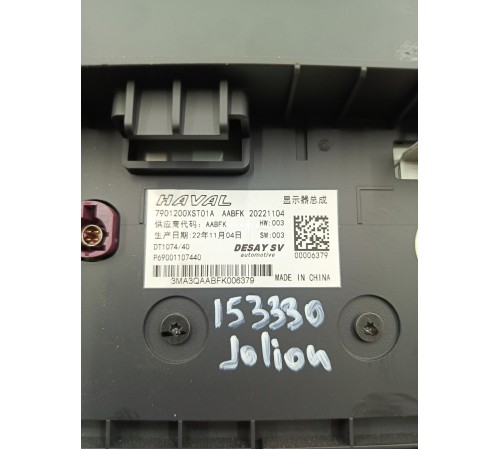 HAVAL 显示器总成
7901200XST01A AABFK 20221104
供应商代码: AABFK HW:003
生产日期:22年11月04日 SW:003
DT1074/40 DESAY SV
automotive
P69001107440 00006379
3MA3QAABFK006379 MADE IN CHINA
153330
Jolion